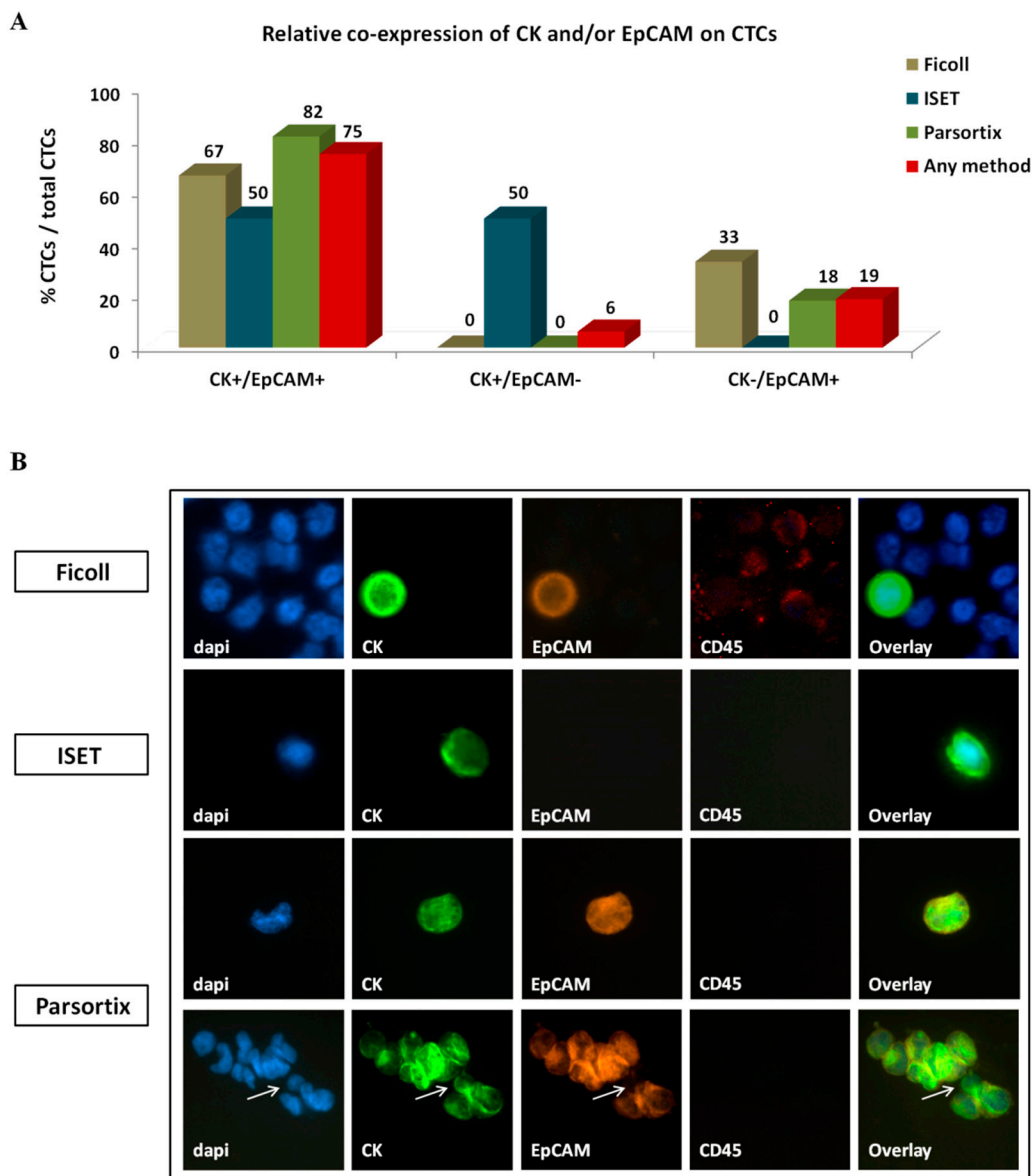 A
Relative co-expression of CK and/or EpCAM on CTCs
Ficoll
ISET
Parsortix
Any method
% CTCs / total CTCs
100
80
60
40
20
0
67
50
82
75
0
50
0
6
33
0
18
19
CK+/EpCAM+
CK+/EpCAM-
CK-/EpCAM+
B
Ficoll
dapi
CK
EpCAM
CD45
Overlay
ISET
dapi
CK
EpCAM
CD45
Overlay
Parsortix
dapi
CK
EpCAM
CD45
Overlay
dapi
CK
EpCAM
CD45
Overlay